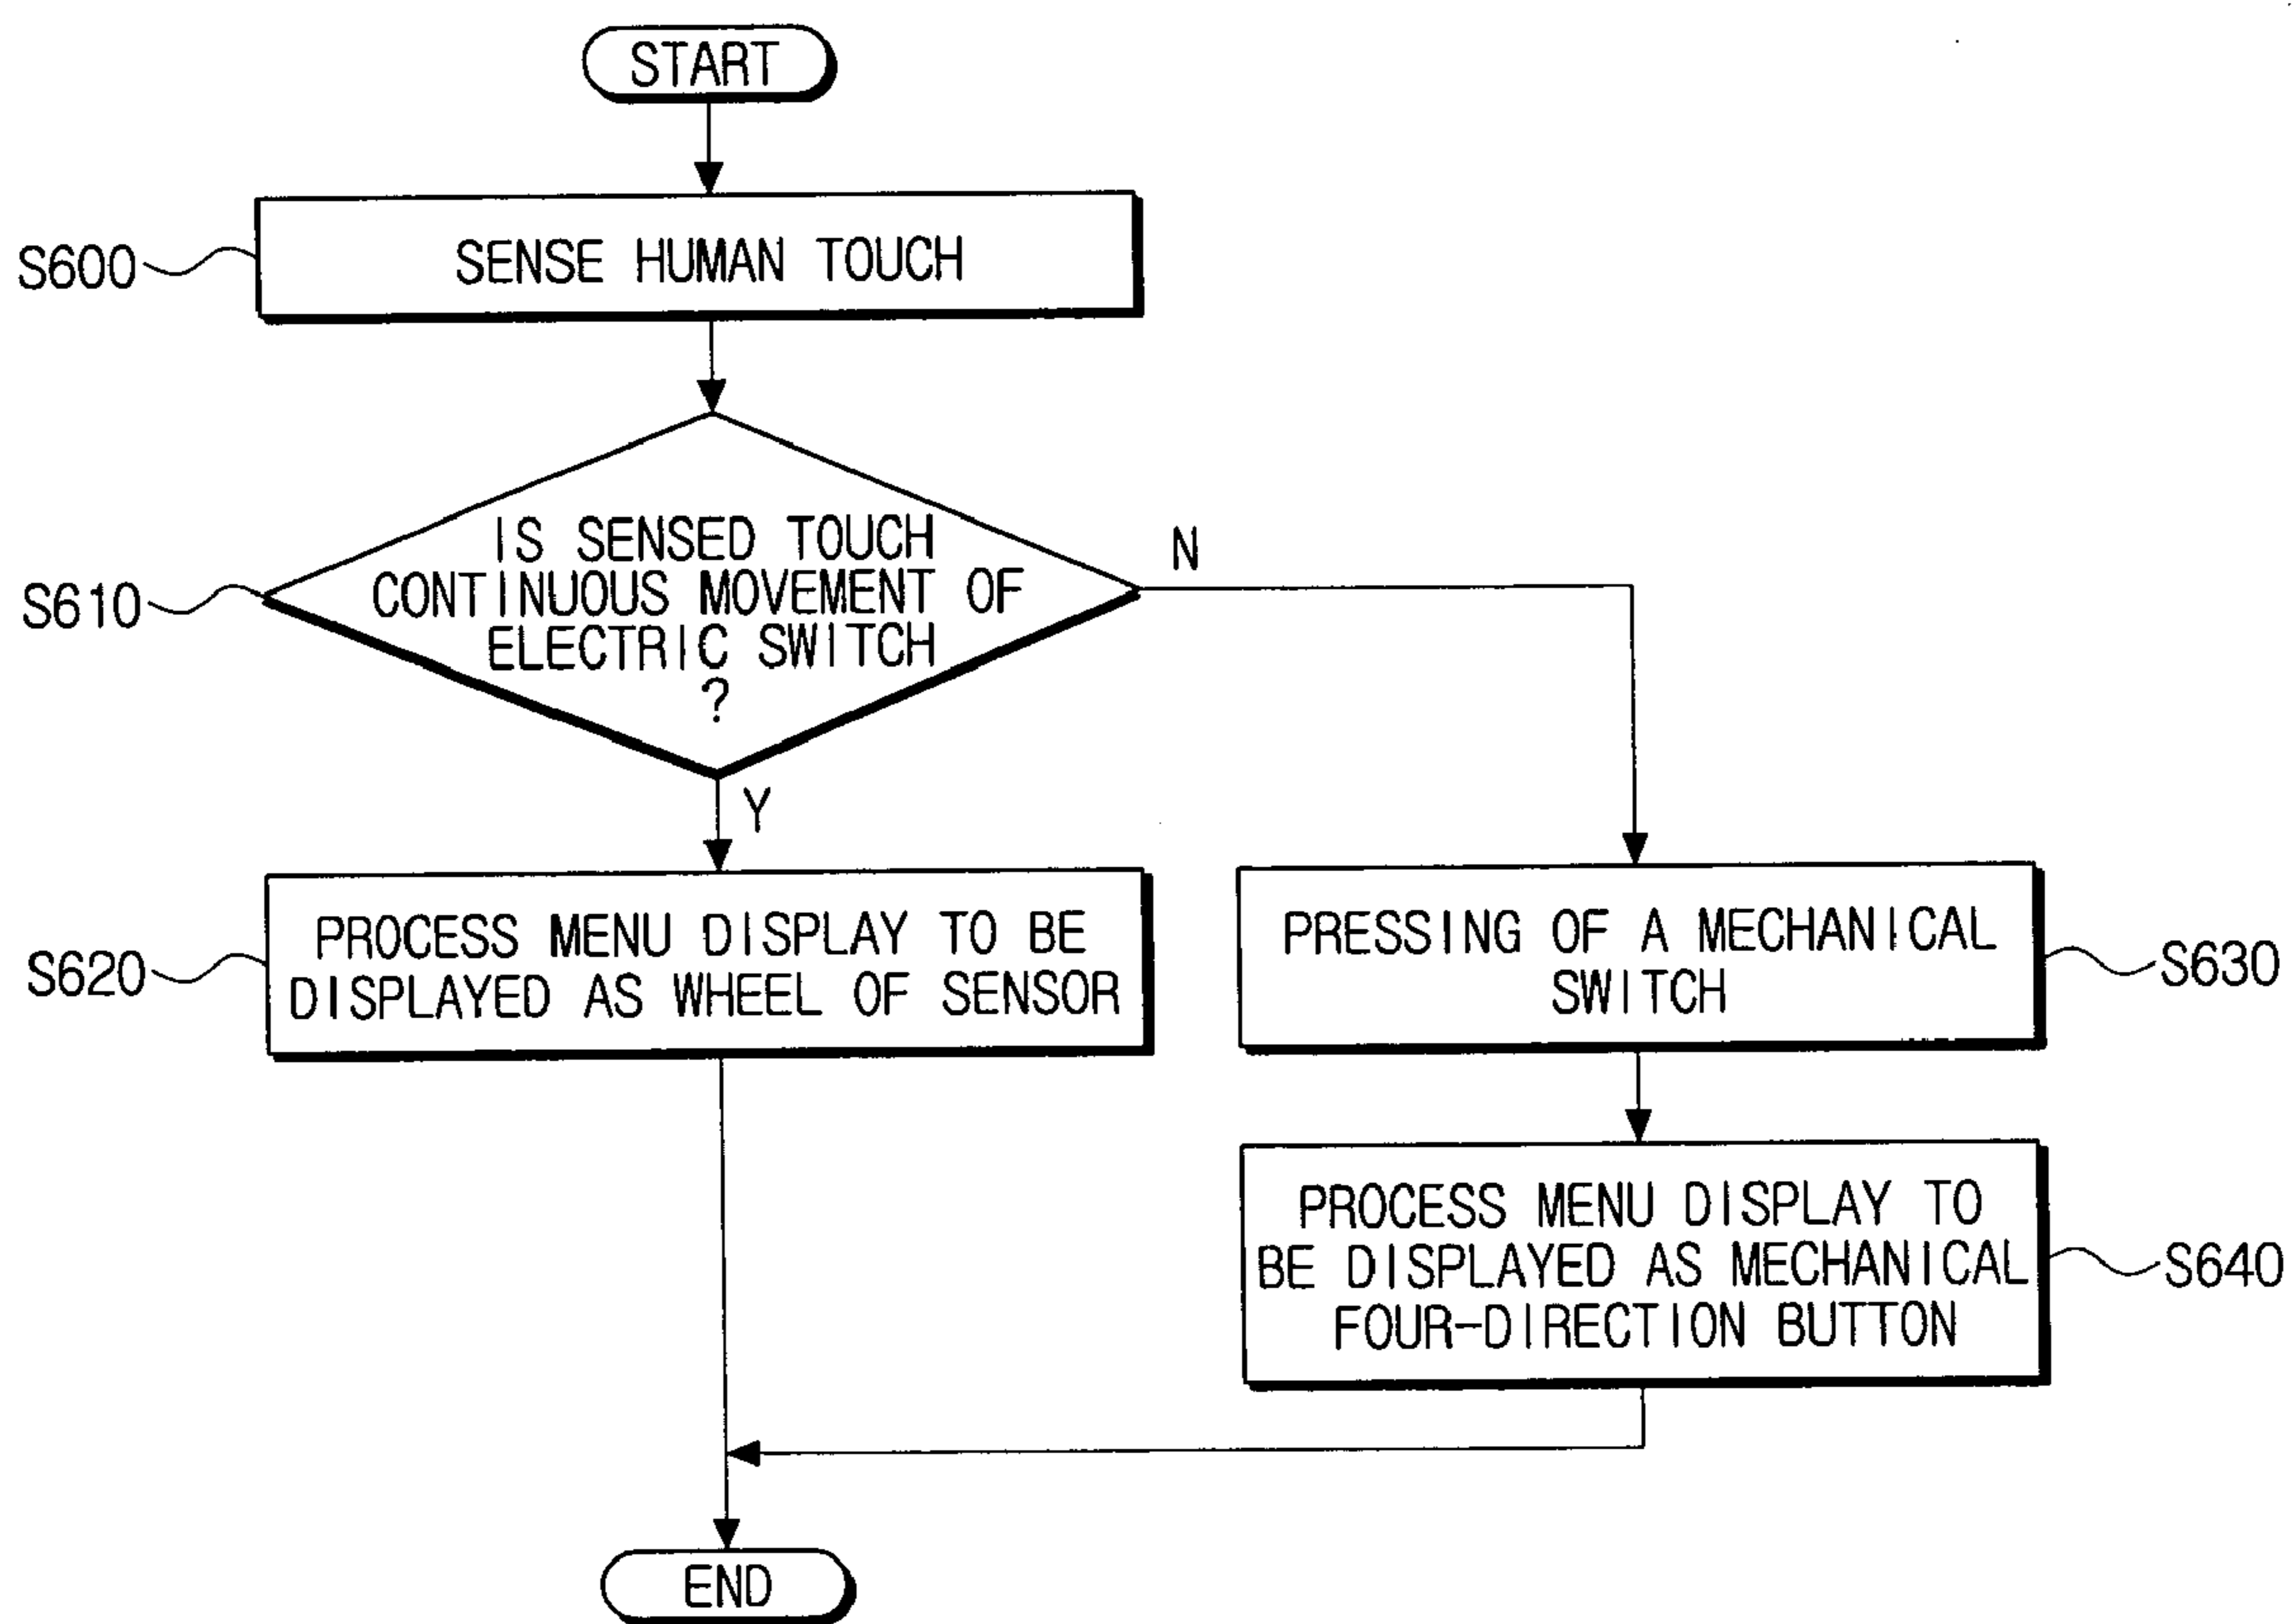 START
S600
SENSE HUMAN TOUCH
S610
IS SENSED TOUCH
CONTINUOUS MOVEMENT OF
ELECTRIC SWITCH
?
N
Y
S620
PROCESS MENU DISPLAY TO BE
DISPLAYED AS WHEEL OF SENSOR
PRESSING OF A MECHANICAL
SWITCH
S630
PROCESS MENU DISPLAY TO
BE DISPLAYED AS MECHANICAL
FOUR-DIRECTION BUTTON
S640
END